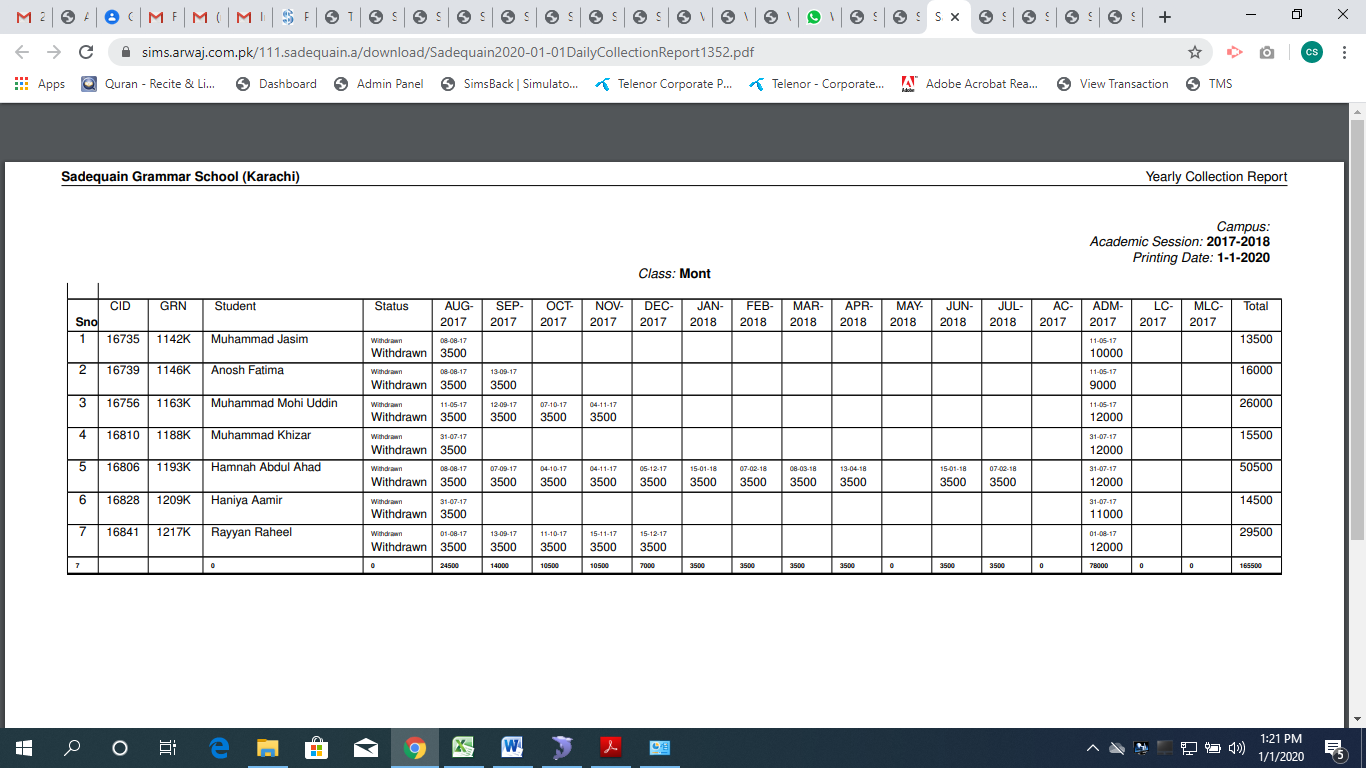 sims.arwaj.com.pk/111.sadequain.a/download/Sadequain2020-01-01DailyCollectionReport1352.pdf
CS
Apps Quran - Recite & Li... Dashboard Admin Panel SimsBack | Simulato... Telenor Corporate P... Telenor - Corporate... Adobe Acrobat Rea... View Transaction TMS
Sadequain Grammar School (Karachi) Yearly Collection Report
Campus:
Academic Session: 2017-2018
Printing Date: 1-1-2020
Class: Mont
CID GRN Student Status AUG- SEP- OCT- NOV- DEC- JAN- FEB- MAR- APR- MAY- JUN- JUL- AC- ADM- LC- MLC- Total
Sno 2017 2017 2017 2017 2017 2018 2018 2018 2018 2018 2018 2018 2017 2017 2017 2017
1 16735 1142K Muhammad Jasim Withdrawn 08-08-17 11-05-17 13500
Withdrawn 3500 10000
2 16739 1146K Anosh Fatima Withdrawn 08-08-17 13-09-17 11-05-17 16000
Withdrawn 3500 3500 9000
3 16756 1163K Muhammad Mohi Uddin Withdrawn 11-05-17 12-09-17 07-10-17 04-11-17 11-05-17 26000
Withdrawn 3500 3500 3500 3500 12000
4 16810 1188K Muhammad Khizar Withdrawn 31-07-17 31-07-17 15500
Withdrawn 3500 12000
5 16806 1193K Hamnah Abdul Ahad Withdrawn 08-08-17 07-09-17 04-10-17 04-11-17 05-12-17 15-01-18 07-02-18 08-03-18 13-04-18 15-01-18 07-02-18 31-07-17 50500
Withdrawn 3500 3500 3500 3500 3500 3500 3500 3500 3500 3500 3500 12000
6 16828 1209K Haniya Aamir Withdrawn 31-07-17 31-07-17 14500
Withdrawn 3500 11000
7 16841 1217K Rayyan Raheel Withdrawn 01-08-17 13-09-17 11-10-17 15-11-17 15-12-17 01-08-17 29500
Withdrawn 3500 3500 3500 3500 3500 12000
7 0 0 24500 14000 10500 10500 7000 3500 3500 3500 3500 0 3500 3500 0 78000 0 0 165500
1:21 PM
1/1/2020
5